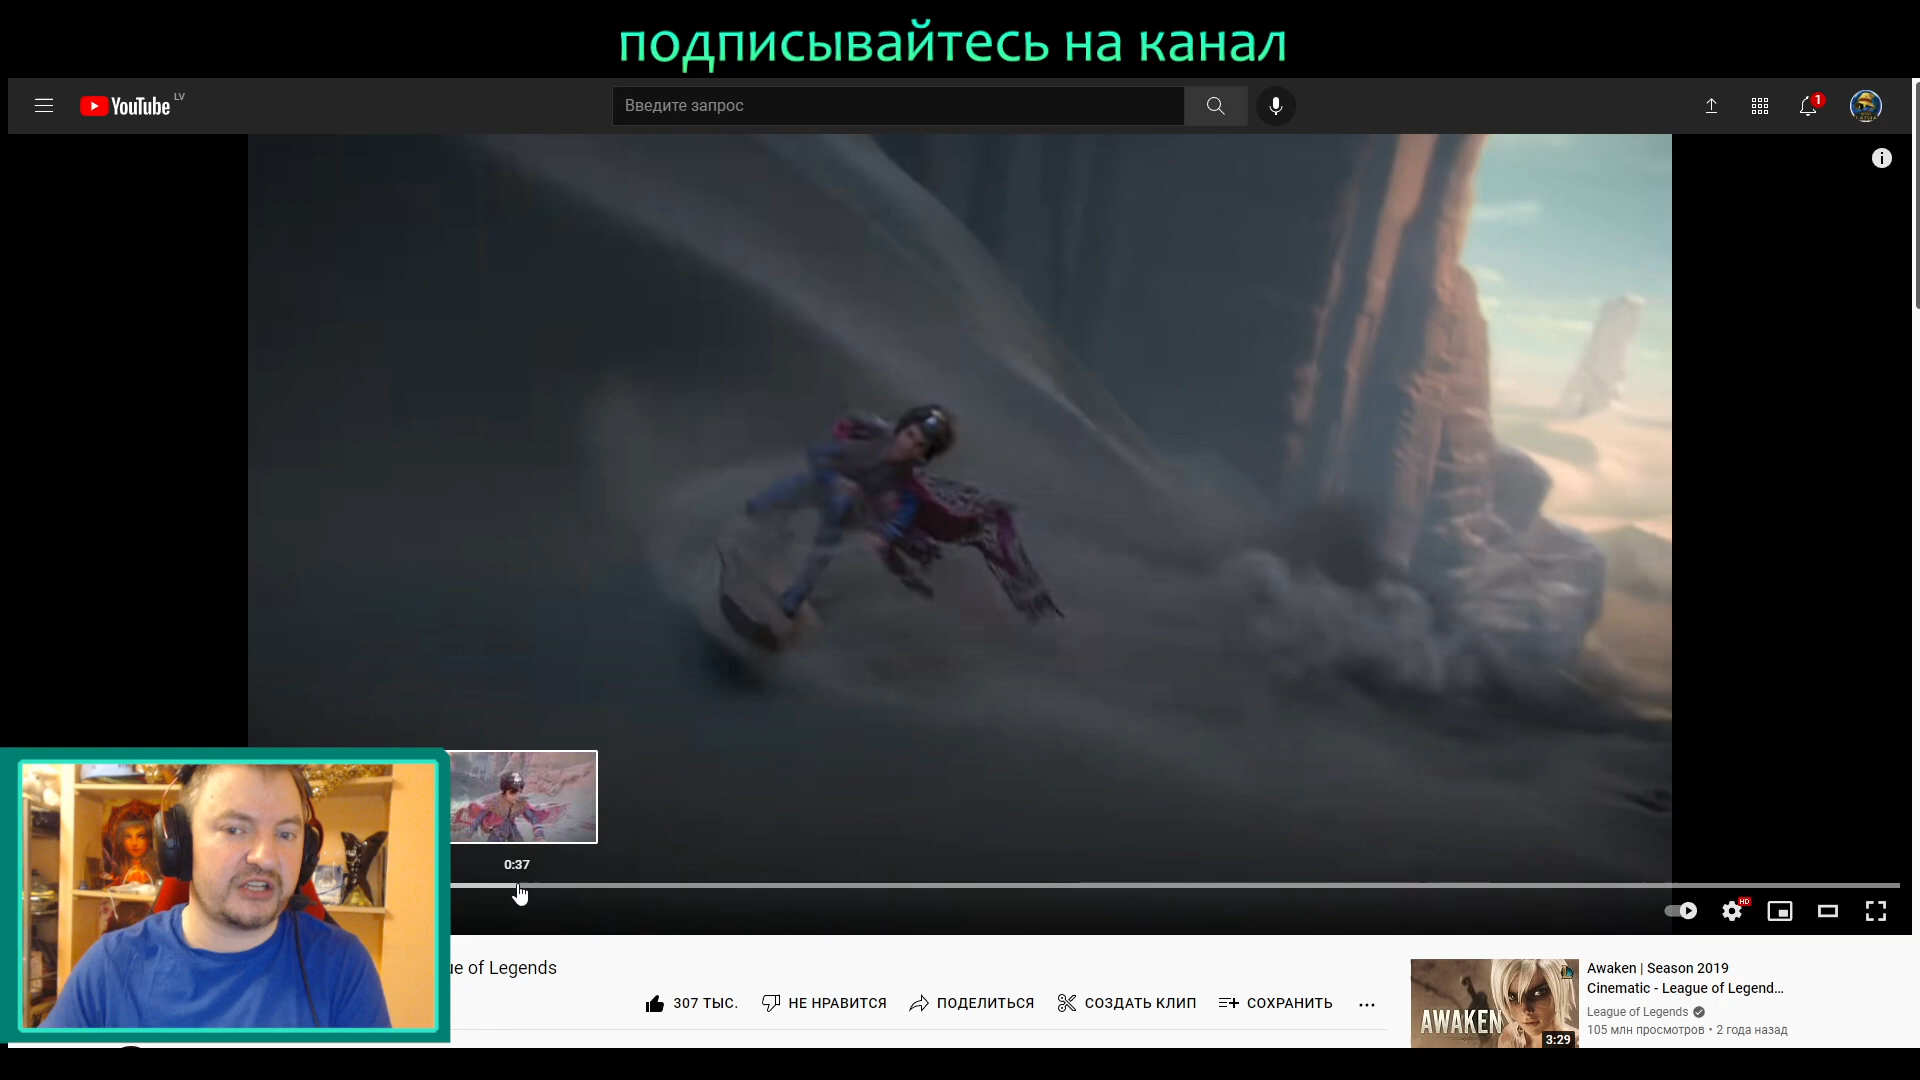 подписывайтесь на канал
YouTube LV
Введите запрос
1
0:37
HD
ue of Legends
307 ТЫС.
НЕ НРАВИТСЯ
ПОДЕЛИТЬСЯ
СОЗДАТЬ КЛИП
СОХРАНИТЬ
AWAKEN
3:29
Awaken | Season 2019
Cinematic - League of Legend...
League of Legends
105 млн просмотров • 2 года назад